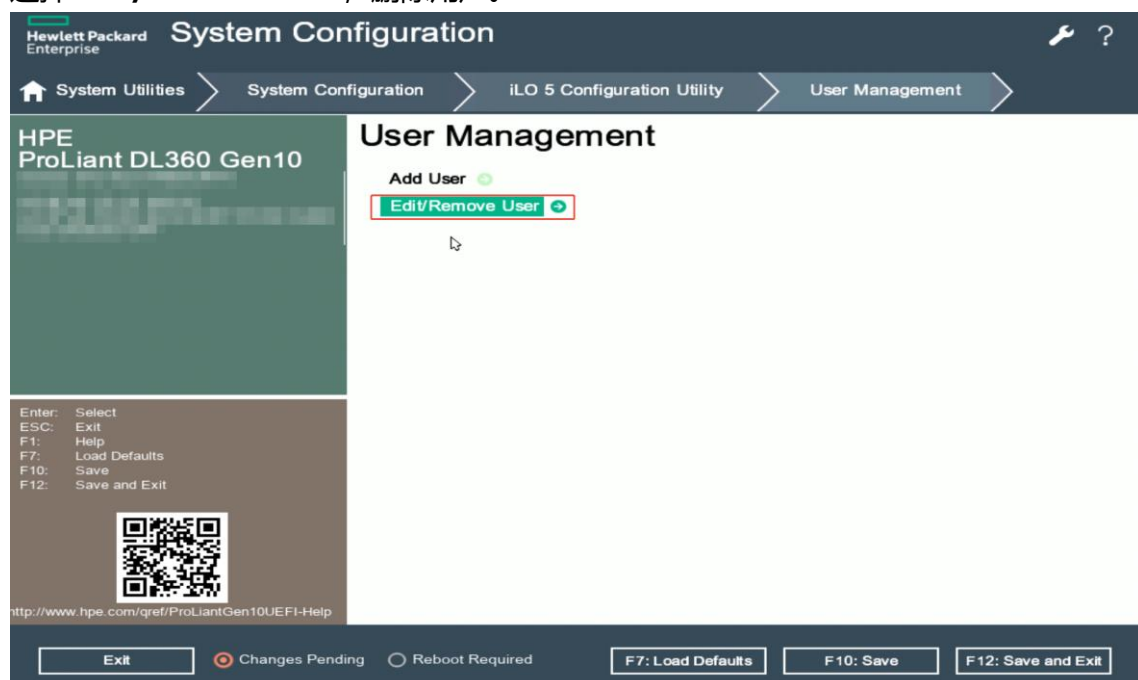 Hewlett Packard
Enterprise
System Configuration
?
System Utilities
System Configuration
iLO 5 Configuration Utility
User Management
HPE
ProLiant DL360 Gen10
User Management
Add User
Edit/Remove User
Enter: Select
ESC: Exit
F1: Help
F7: Load Defaults
F10: Save
F12: Save and Exit
http://www.hpe.com/qref/ProLiantGen10UEFI-Help
Exit
Changes Pending
Reboot Required
F7: Load Defaults
F10: Save
F12: Save and Exit